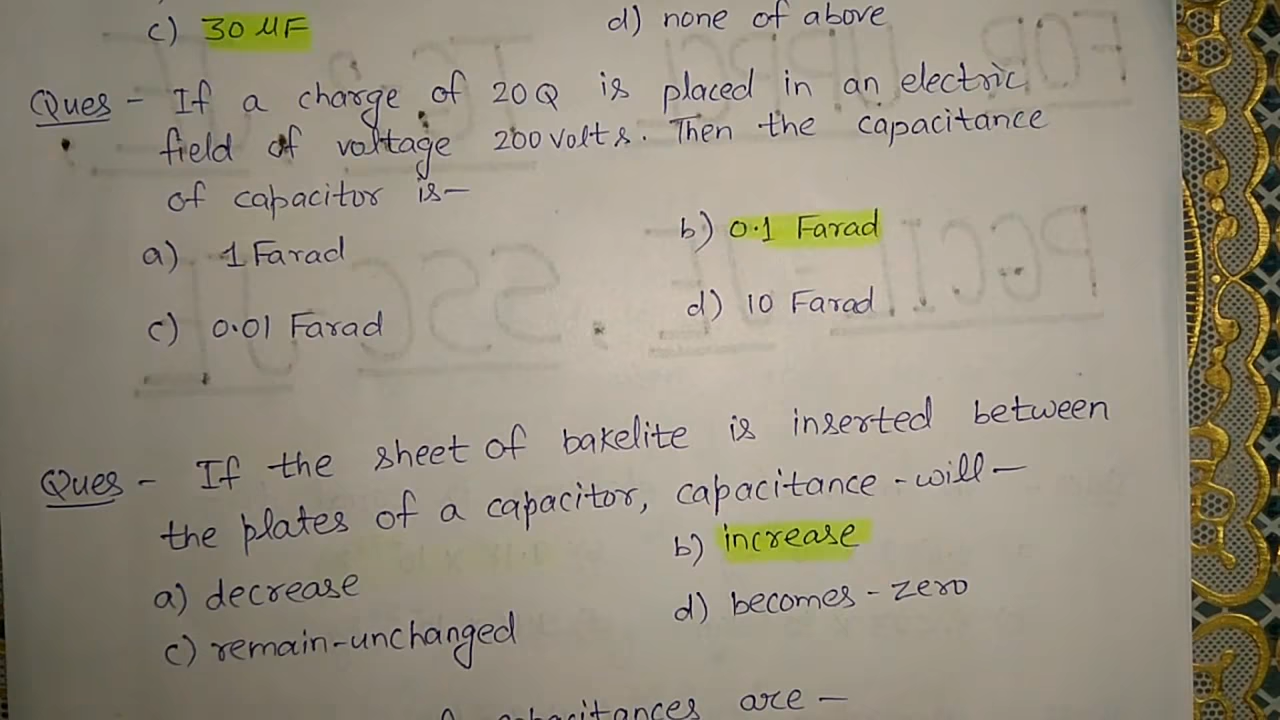 c) 30 μF d) none of above
Ques - If a charge of 20Q is placed in an electric
field of voltage 200 volts. Then the capacitance
of capacitor is-
a) 1 Farad b) 0.1 Farad
c) 0.01 Farad d) 10 Farad
Ques - If the sheet of bakelite is inserted between
the plates of a capacitor, capacitance - will-
a) decrease b) increase
c) remain-unchanged d) becomes - zero
capacitances are -